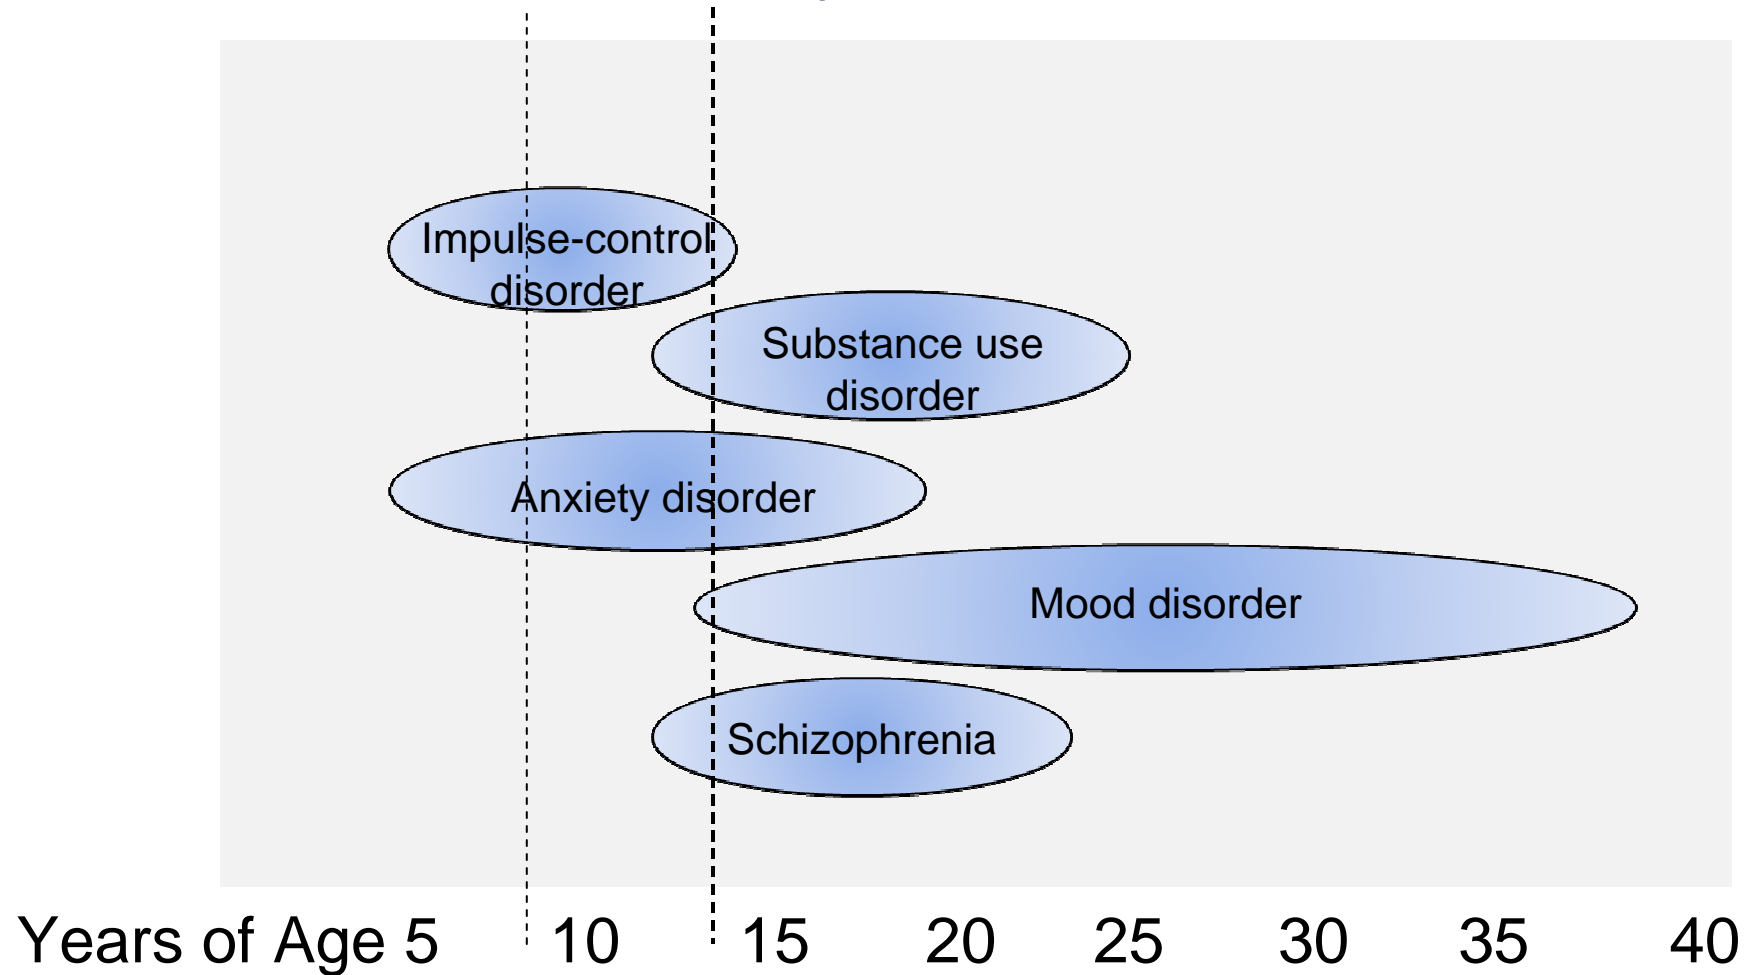 Impulse-control
disorder
Substance use
disorder
Anxiety disorder
Mood disorder
Schizophrenia
Years of Age 5 10 15 20 25 30 35 40